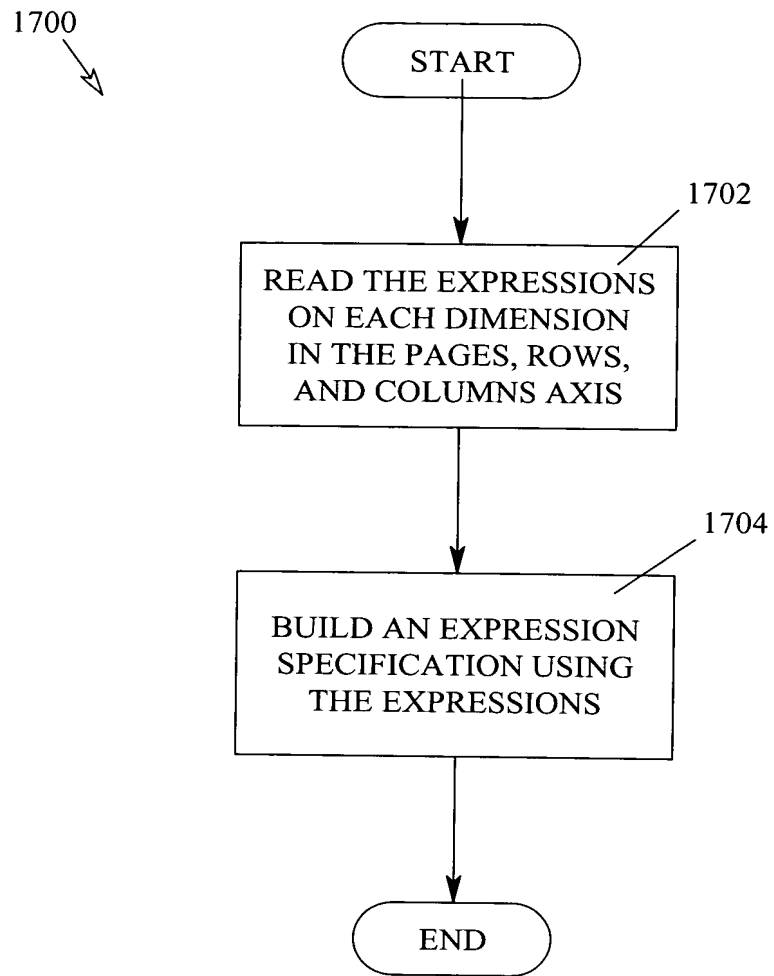 1700
START
1702
READ THE EXPRESSIONS
ON EACH DIMENSION
IN THE PAGES, ROWS,
AND COLUMNS AXIS
1704
BUILD AN EXPRESSION
SPECIFICATION USING
THE EXPRESSIONS
END